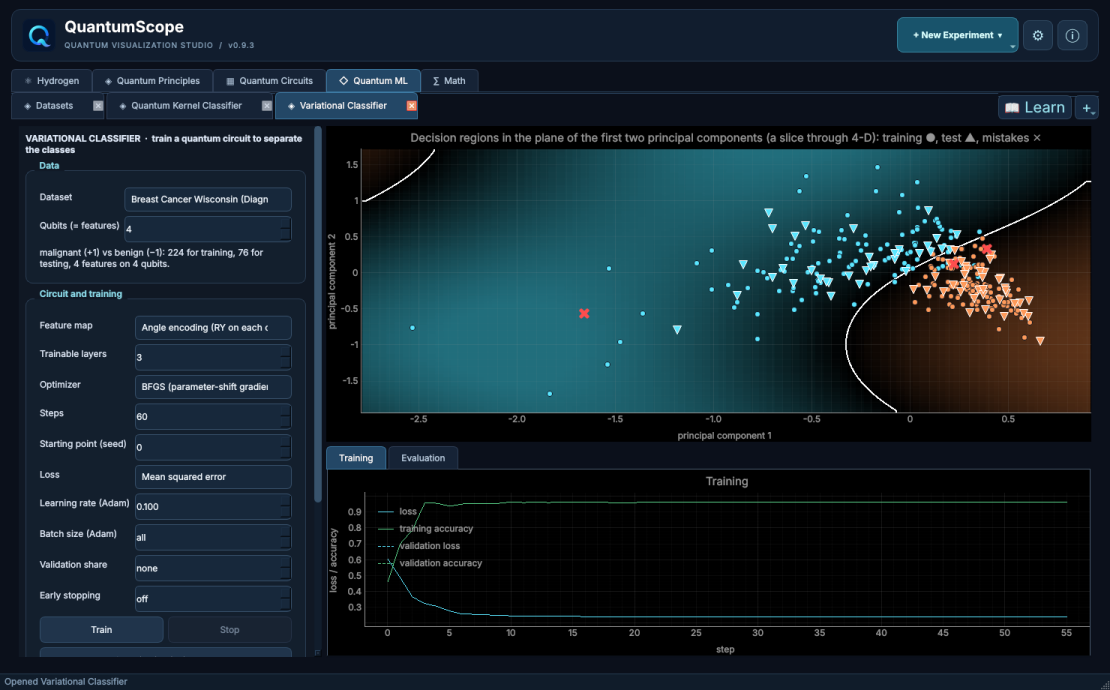 QuantumScope
QUANTUM VISUALIZATION STUDIO / v0.9.3
+ New Experiment
Hydrogen
Quantum Principles
Quantum Circuits
Quantum ML
Σ Math
Datasets
Quantum Kernel Classifier
Variational Classifier
Learn
+
VARIATIONAL CLASSIFIER · train a quantum circuit to separate
the classes
Data
Dataset
Breast Cancer Wisconsin (Diagn
Qubits (= features)
4
malignant (+1) vs benign (−1): 224 for training, 76 for
testing, 4 features on 4 qubits.
Circuit and training
Feature map
Angle encoding (RY on each c
Trainable layers
3
Optimizer
BFGS (parameter-shift gradier
Steps
60
Starting point (seed)
0
Loss
Mean squared error
Learning rate (Adam)
0.100
Batch size (Adam)
all
Validation share
none
Early stopping
off
Train
Stop
Decision regions in the plane of the first two principal components (a slice through 4-D): training ●, test ▲, mistakes ×
principal component 2
1.5
1
0.5
0
-0.5
-1
-1.5
-2.5
-2.0
-1.5
-1.0
-0.5
0
0.5
principal component 1
Training
Evaluation
Training
loss / accuracy
0.9
0.8
0.7
0.6
0.5
0.4
0.3
loss
training accuracy
validation loss
validation accuracy
0
5
10
15
20
25
30
35
40
45
50
55
step
Opened Variational Classifier